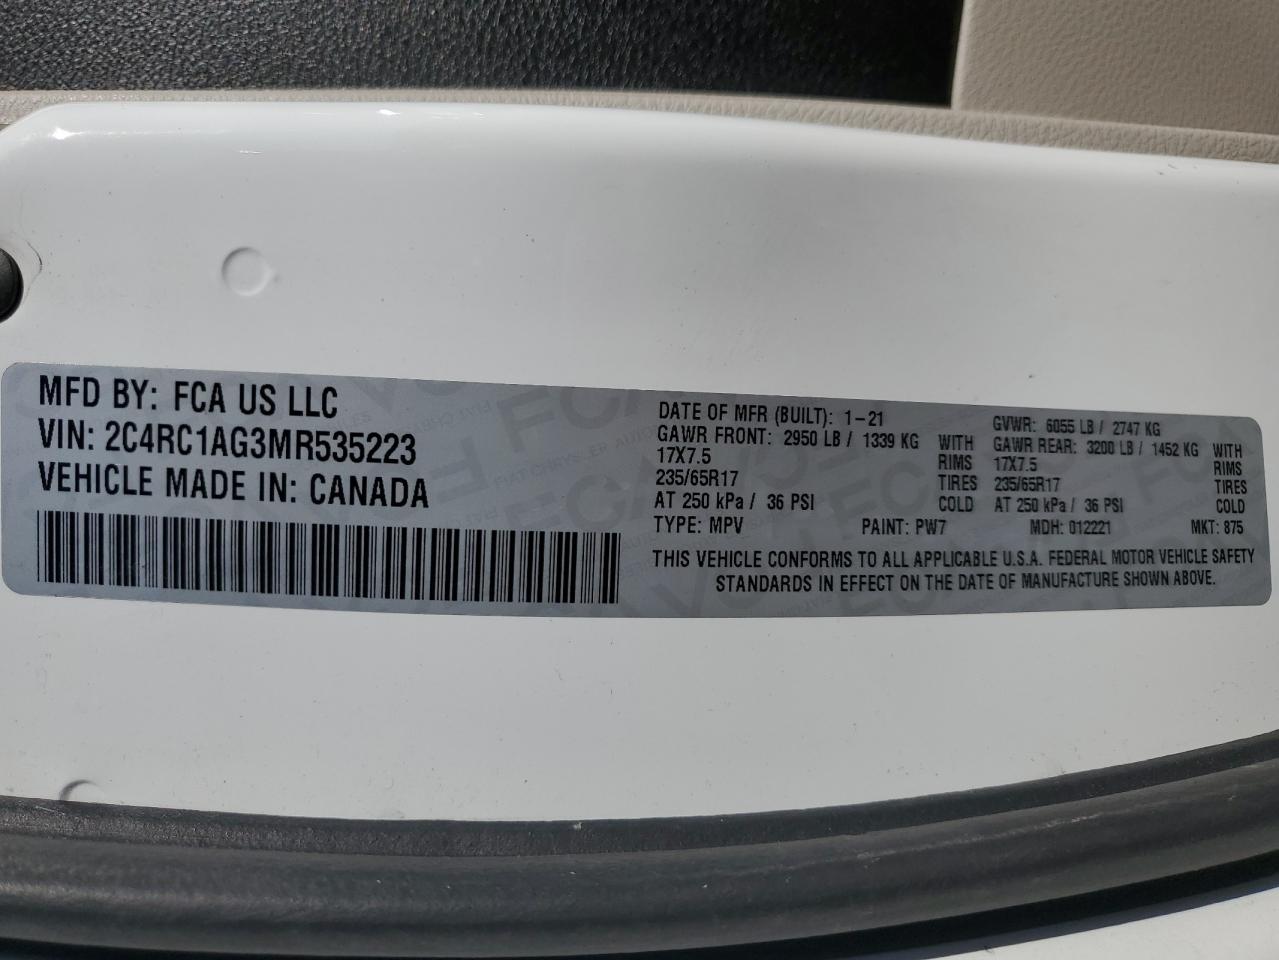 MFD BY: FCA US LLC
VIN: 2C4RC1AG3MR535223
VEHICLE MADE IN: CANADA
DATE OF MFR (BUILT): 1-21 GVWR: 6055 LB / 2747 KG
GAWR FRONT: 2950 LB / 1339 KG WITH GAWR REAR: 3200 LB / 1452 KG WITH
17X7.5 RIMS 17X7.5 RIMS
235/65R17 TIRES 235/65R17 TIRES
AT 250 kPa / 36 PSI COLD AT 250 kPa / 36 PSI COLD
TYPE: MPV PAINT: PW7 MDH: 012221 MKT: 875
THIS VEHICLE CONFORMS TO ALL APPLICABLE U.S.A. FEDERAL MOTOR VEHICLE SAFETY
STANDARDS IN EFFECT ON THE DATE OF MANUFACTURE SHOWN ABOVE.